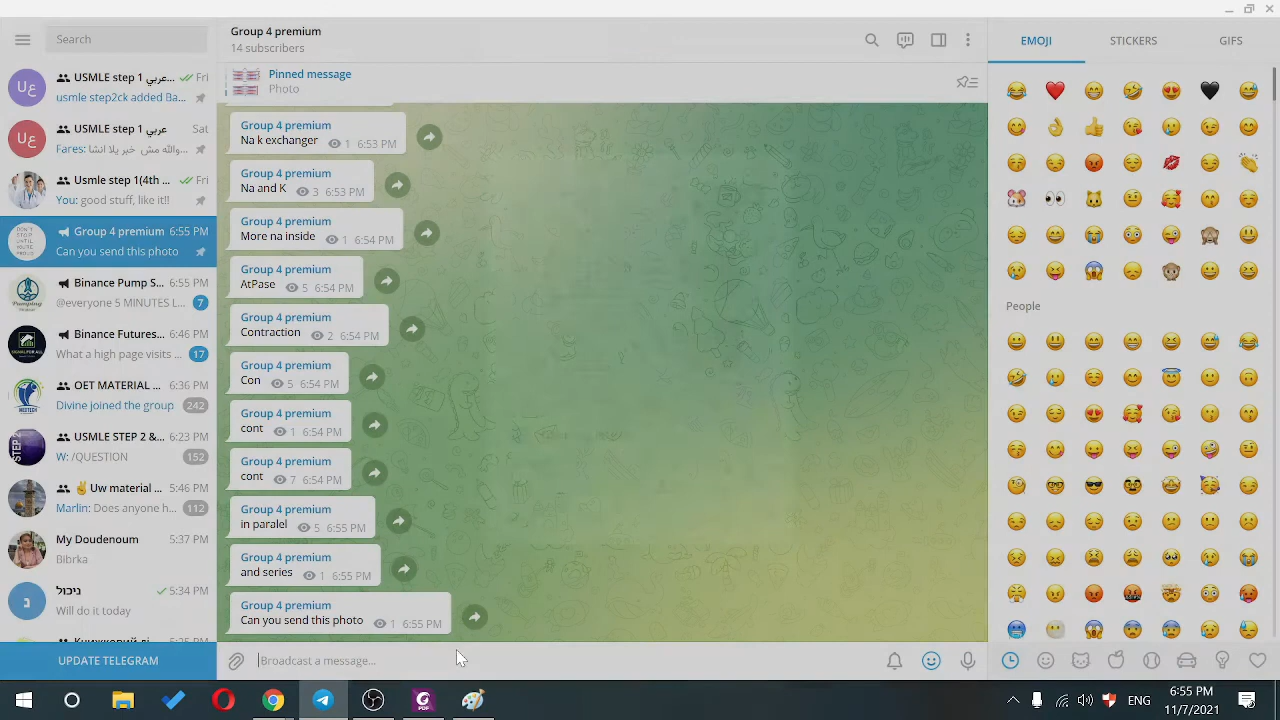 Search
Group 4 premium
14 subscribers
Pinned message
Photo
EMOJI
STICKERS
GIFS
USMLE step 1 عربي...
Fri
usmle step2ck added Ba...
USMLE step 1 عربي
Sat
Fares: والله مش خبر يلا انشا...
Usmle step 1(4th ...
Fri
You: good stuff, like it!!
Group 4 premium
6:55 PM
Can you send this photo
Binance Pump S...
6:55 PM
@everyone 5 MINUTES L...
7
Binance Futures...
6:46 PM
What a high page visits ...
17
OET MATERIAL ...
6:36 PM
Divine joined the group
242
USMLE STEP 2 &...
6:23 PM
W: /QUESTION
152
Uw material ...
5:46 PM
Marlin: Does anyone h...
112
My Doudenum
5:37 PM
Bibrka
ניכול
5:34 PM
Will do it today
UPDATE TELEGRAM
Group 4 premium
Na k exchanger 1 6:53 PM
Group 4 premium
Na and K 3 6:53 PM
Group 4 premium
More na inside 1 6:54 PM
Group 4 premium
AtPase 5 6:54 PM
Group 4 premium
Contraction 2 6:54 PM
Group 4 premium
Con 5 6:54 PM
Group 4 premium
cont 1 6:54 PM
Group 4 premium
cont 7 6:54 PM
Group 4 premium
in paralel 5 6:55 PM
Group 4 premium
and series 1 6:55 PM
Group 4 premium
Can you send this photo 1 6:55 PM
Broadcast a message...
People
ENG
6:55 PM
11/7/2021